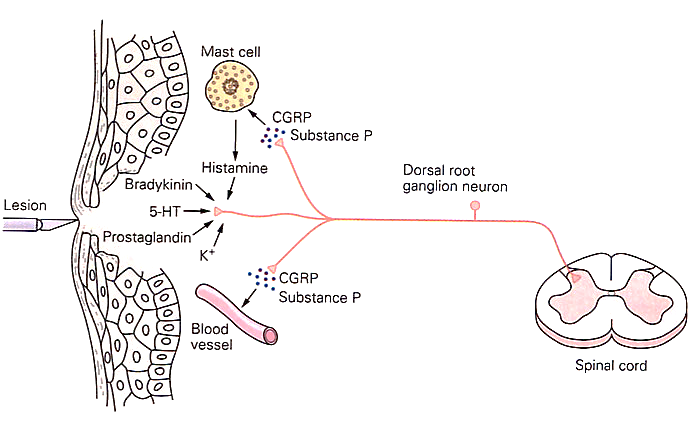 Mast cell
CGRP
Substance P
Histamine
Dorsal root
ganglion neuron
Bradykinin
Lesion
5-HT
Prostaglandin
K⁺
CGRP
Substance P
Blood
vessel
Spinal cord